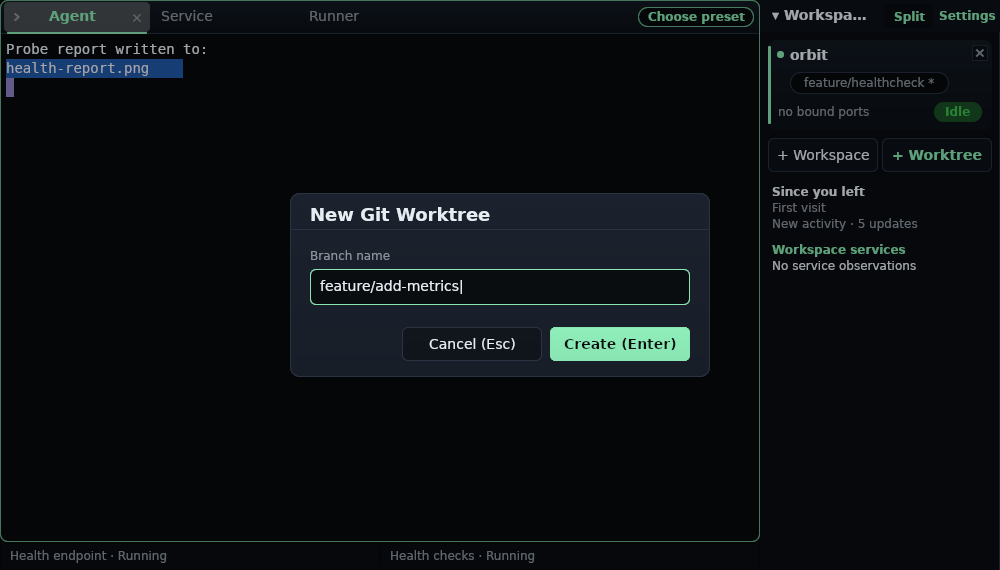 Agent × Service Runner Choose preset
Probe report written to:
health-report.png
▾ Workspa... Split Settings
orbit ×
feature/healthcheck *
no bound ports Idle
+ Workspace + Worktree
Since you left
First visit
New activity · 5 updates
Workspace services
No service observations
New Git Worktree
Branch name
feature/add-metrics
Cancel (Esc) Create (Enter)
Health endpoint · Running Health checks · Running